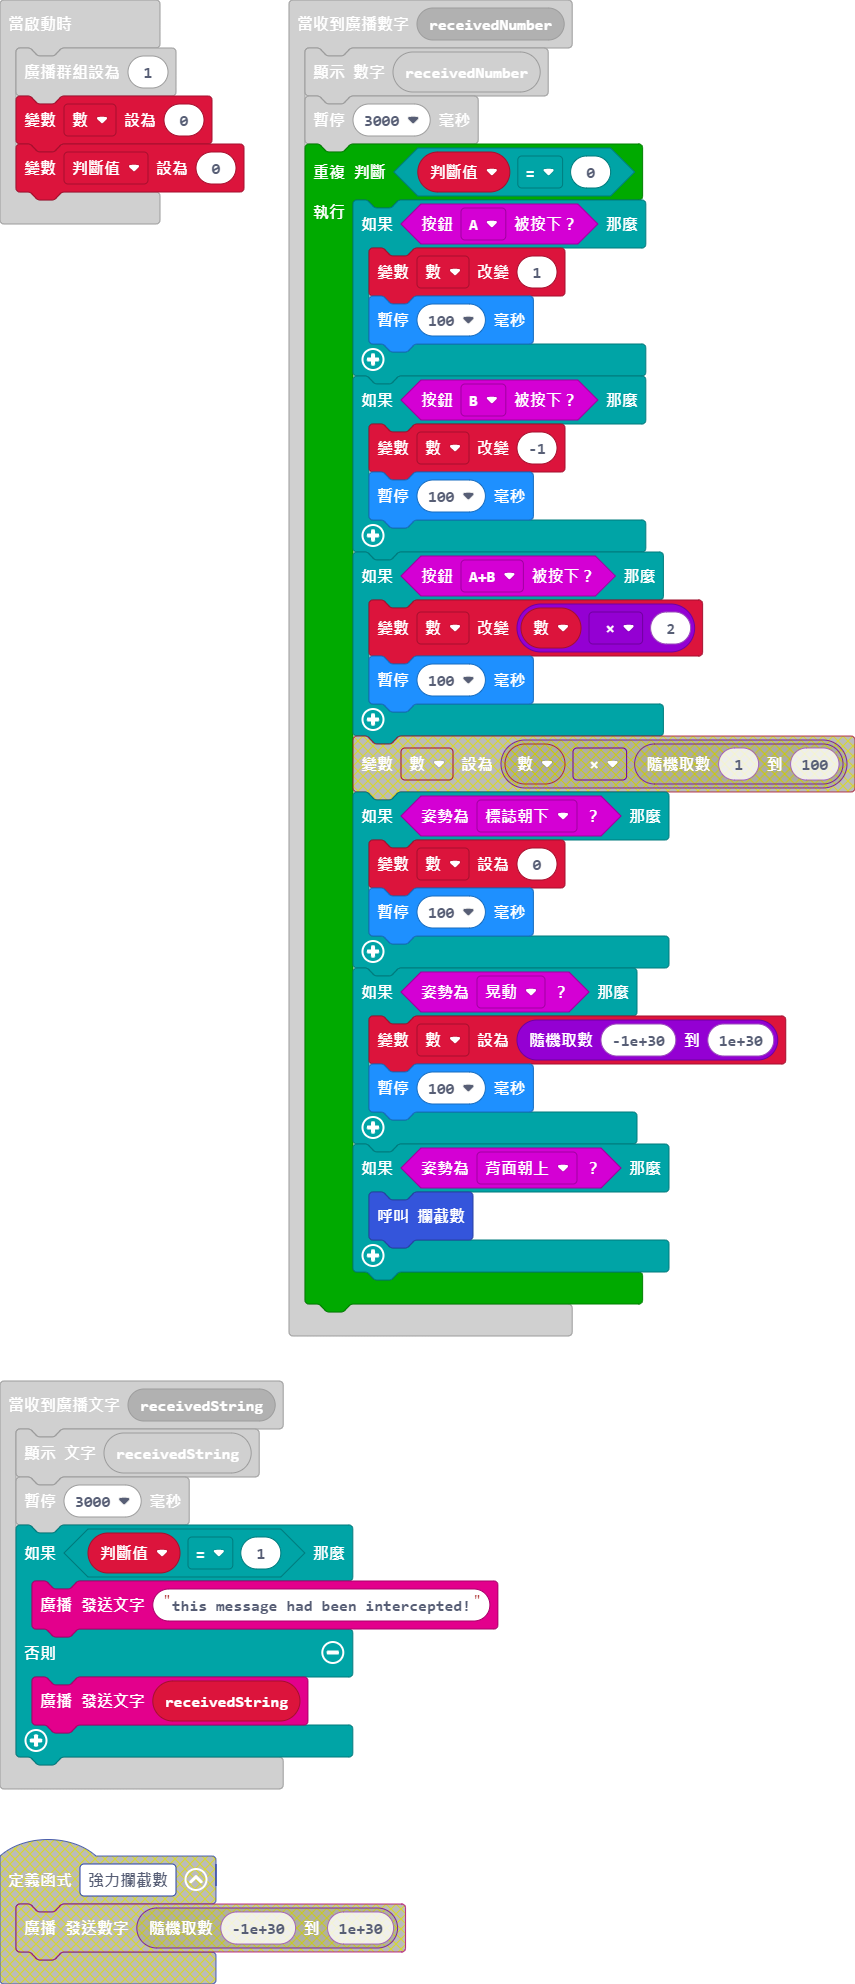 當啟動時
廣播群組設為 1
變數 數 設為 0
變數 判斷值 設為 0
當收到廣播數字 receivedNumber
顯示 數字 receivedNumber
暫停 3000 毫秒
重複 判斷 判斷值 = 0
執行
如果 按鈕 A 被按下？ 那麼
變數 數 改變 1
暫停 100 毫秒
如果 按鈕 B 被按下？ 那麼
變數 數 改變 -1
暫停 100 毫秒
如果 按鈕 A+B 被按下？ 那麼
變數 數 改變 數 × 2
暫停 100 毫秒
變數 數 設為 數 × 隨機取數 1 到 100
如果 姿勢為 標誌朝下 ？ 那麼
變數 數 設為 0
暫停 100 毫秒
如果 姿勢為 晃動 ？ 那麼
變數 數 設為 隨機取數 -1e+30 到 1e+30
暫停 100 毫秒
如果 姿勢為 背面朝上 ？ 那麼
呼叫 攔截數
當收到廣播文字 receivedString
顯示 文字 receivedString
暫停 3000 毫秒
如果 判斷值 = 1 那麼
廣播 發送文字 "this message had been intercepted!"
否則
廣播 發送文字 receivedString
定義函式 強力攔截數
廣播 發送數字 隨機取數 -1e+30 到 1e+30